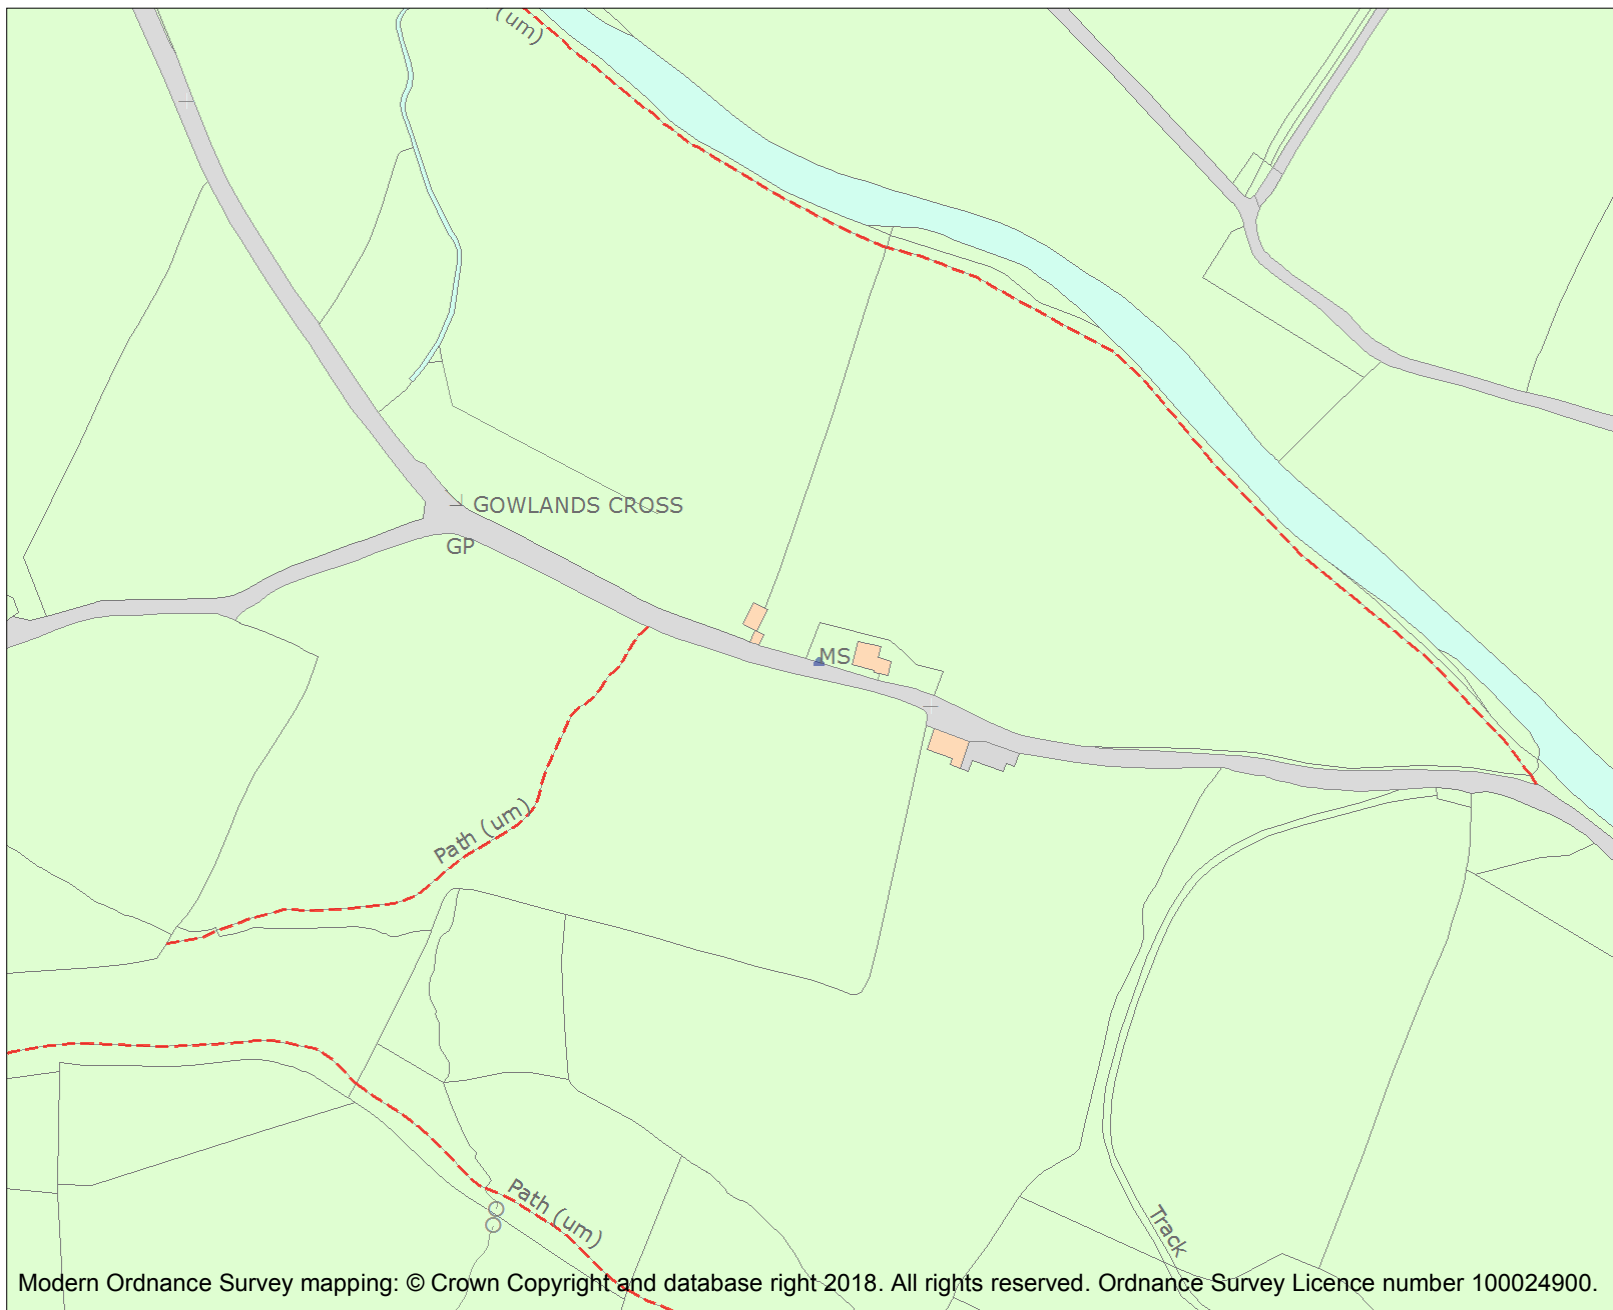 (um)
GOWLANDS CROSS
GP
MS
Path (um)
Path (um)
Track
Modern Ordnance Survey mapping: © Crown Copyright and database right 2018. All rights reserved. Ordnance Survey Licence number 100024900.